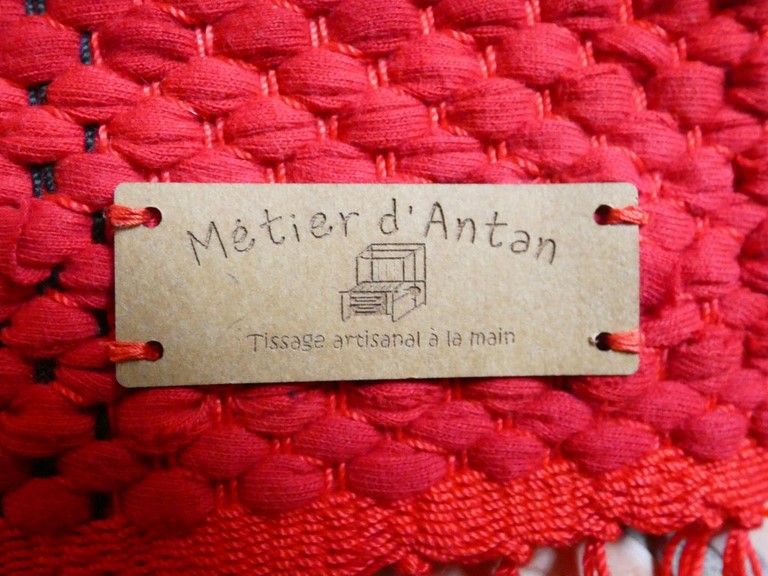 Métier d'Antan
Tissage artisanal à la main